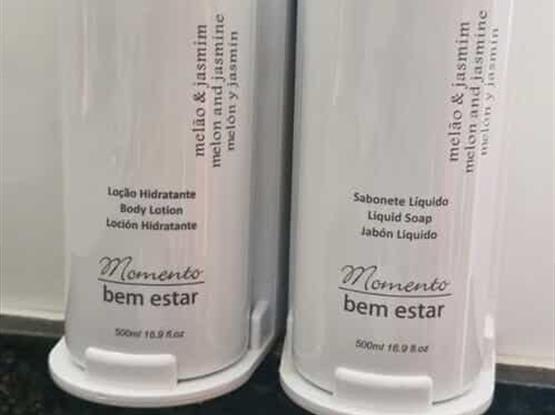 melão & jasmim
melon and jasmine
melón y jasmín
Loção Hidratante
Body Lotion
Loción Hidratante
Momento
bem estar
500ml 16.9 fl.oz
melão & jasmim
melon and jasmine
melón y jasmín
Sabonete Líquido
Liquid Soap
Jabón Liquido
Momento
bem estar
500ml 16.9 fl.oz